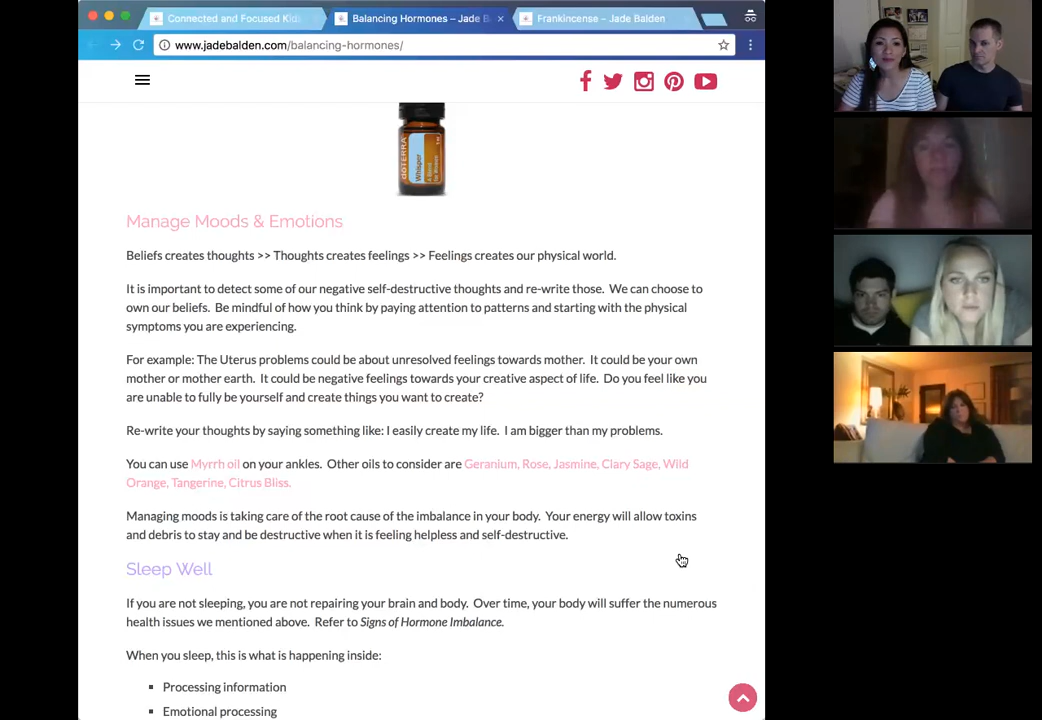 Connected and Focused Kids
Balancing Hormones – Jade B
Frankincense – Jade Balden
www.jadebalden.com/balancing-hormones/
dōTERRA
Whisper
Manage Moods & Emotions
Beliefs creates thoughts >> Thoughts creates feelings >> Feelings creates our physical world.
It is important to detect some of our negative self-destructive thoughts and re-write those. We can choose to
own our beliefs. Be mindful of how you think by paying attention to patterns and starting with the physical
symptoms you are experiencing.
For example: The Uterus problems could be about unresolved feelings towards mother. It could be your own
mother or mother earth. It could be negative feelings towards your creative aspect of life. Do you feel like you
are unable to fully be yourself and create things you want to create?
Re-write your thoughts by saying something like: I easily create my life. I am bigger than my problems.
You can use Myrrh oil on your ankles. Other oils to consider are Geranium, Rose, Jasmine, Clary Sage, Wild
Orange, Tangerine, Citrus Bliss.
Managing moods is taking care of the root cause of the imbalance in your body. Your energy will allow toxins
and debris to stay and be destructive when it is feeling helpless and self-destructive.
Sleep Well
If you are not sleeping, you are not repairing your brain and body. Over time, your body will suffer the numerous
health issues we mentioned above. Refer to Signs of Hormone Imbalance.
When you sleep, this is what is happening inside:
Processing information
Emotional processing